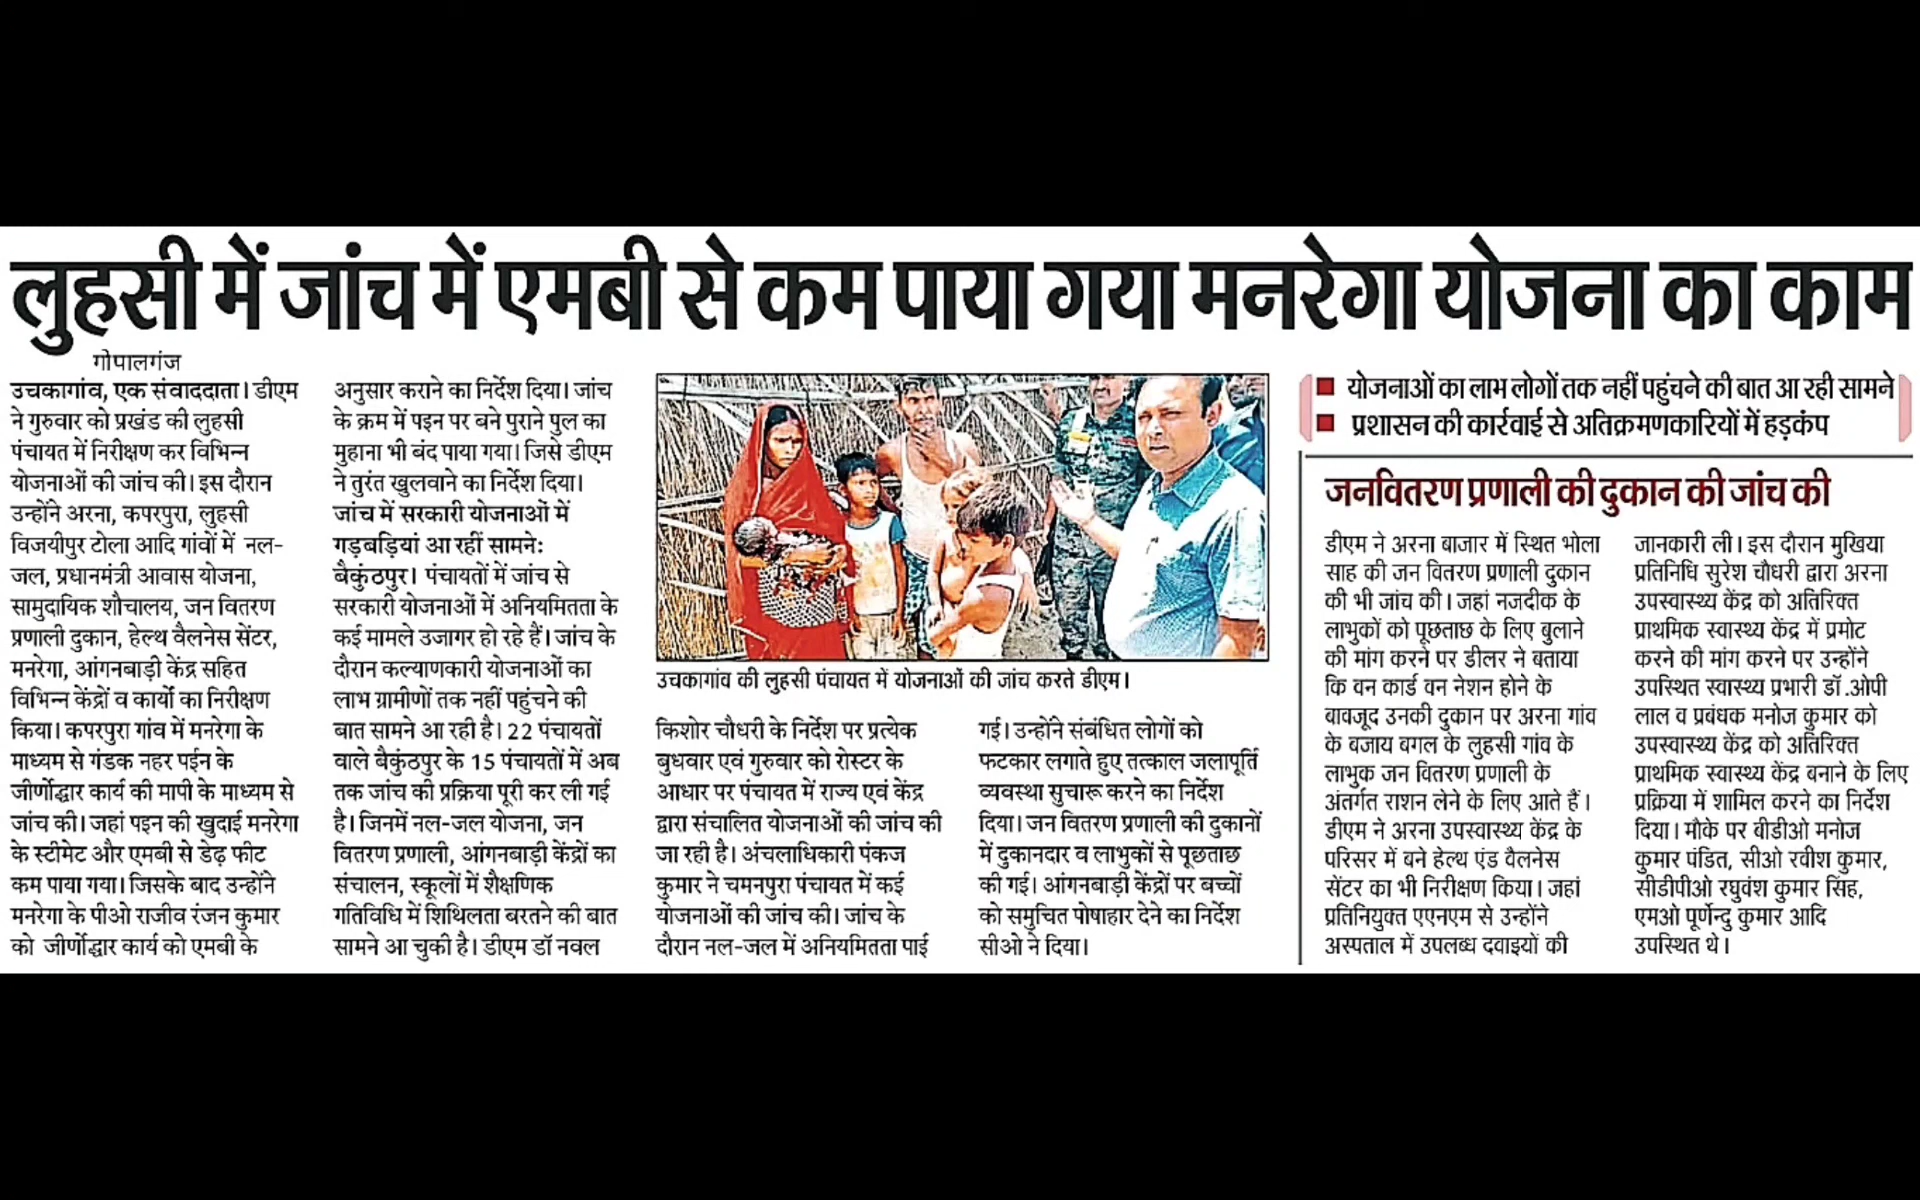 लुहसी में जांच में एमबी से कम पाया गया मनरेगा योजना का काम
गोपालगंज
उचकागांव, एक संवाददाता। डीएम
ने गुरुवार को प्रखंड की लुहसी
पंचायत में निरीक्षण कर विभिन्न
योजनाओं की जांच की। इस दौरान
उन्होंने अरना, कपरपुरा, लुहसी
विजयीपुर टोला आदि गांवों में नल-
जल, प्रधानमंत्री आवास योजना,
सामुदायिक शौचालय, जन वितरण
प्रणाली दुकान, हेल्थ वैलनेस सेंटर,
मनरेगा, आंगनबाड़ी केंद्र सहित
विभिन्न केंद्रों व कार्यों का निरीक्षण
किया। कपरपुरा गांव में मनरेगा के
माध्यम से गंडक नहर पईन के
जीर्णोद्धार कार्य की मापी के माध्यम से
जांच की। जहां पइन की खुदाई मनरेगा
के स्टीमेट और एमबी से डेढ़ फीट
कम पाया गया। जिसके बाद उन्होंने
मनरेगा के पीओ राजीव रंजन कुमार
को जीर्णोद्धार कार्य को एमबी के
अनुसार कराने का निर्देश दिया। जांच
के क्रम में पइन पर बने पुराने पुल का
मुहाना भी बंद पाया गया। जिसे डीएम
ने तुरंत खुलवाने का निर्देश दिया।
जांच में सरकारी योजनाओं में
गड़बड़ियां आ रहीं सामने:
बैकुंठपुर। पंचायतों में जांच से
सरकारी योजनाओं में अनियमितता के
कई मामले उजागर हो रहे हैं। जांच के
दौरान कल्याणकारी योजनाओं का
लाभ ग्रामीणों तक नहीं पहुंचने की
बात सामने आ रही है। 22 पंचायतों
वाले बैकुंठपुर के 15 पंचायतों में अब
तक जांच की प्रक्रिया पूरी कर ली गई
है। जिनमें नल-जल योजना, जन
वितरण प्रणाली, आंगनबाड़ी केंद्रों का
संचालन, स्कूलों में शैक्षणिक
गतिविधि में शिथिलता बरतने की बात
सामने आ चुकी है। डीएम डॉ नवल
उचकागांव की लुहसी पंचायत में योजनाओं की जांच करते डीएम।
किशोर चौधरी के निर्देश पर प्रत्येक
बुधवार एवं गुरुवार को रोस्टर के
आधार पर पंचायत में राज्य एवं केंद्र
द्वारा संचालित योजनाओं की जांच की
जा रही है। अंचलाधिकारी पंकज
कुमार ने चमनपुरा पंचायत में कई
योजनाओं की जांच की। जांच के
दौरान नल-जल में अनियमितता पाई
गई। उन्होंने संबंधित लोगों को
फटकार लगाते हुए तत्काल जलापूर्ति
व्यवस्था सुचारू करने का निर्देश
दिया। जन वितरण प्रणाली की दुकानों
में दुकानदार व लाभुकों से पूछताछ
की गई। आंगनबाड़ी केंद्रों पर बच्चों
को समुचित पोषाहार देने का निर्देश
सीओ ने दिया।
योजनाओं का लाभ लोगों तक नहीं पहुंचने की बात आ रही सामने
प्रशासन की कार्रवाई से अतिक्रमणकारियों में हड़कंप
जनवितरण प्रणाली की दुकान की जांच की
डीएम ने अरना बाजार में स्थित भोला
साह की जन वितरण प्रणाली दुकान
की भी जांच की। जहां नजदीक के
लाभुकों को पूछताछ के लिए बुलाने
की मांग करने पर डीलर ने बताया
कि वन कार्ड वन नेशन होने के
बावजूद उनकी दुकान पर अरना गांव
के बजाय बगल के लुहसी गांव के
लाभुक जन वितरण प्रणाली के
अंतर्गत राशन लेने के लिए आते हैं।
डीएम ने अरना उपस्वास्थ्य केंद्र के
परिसर में बने हेल्थ एंड वैलनेस
सेंटर का भी निरीक्षण किया। जहां
प्रतिनियुक्त एएनएम से उन्होंने
अस्पताल में उपलब्ध दवाइयों की
जानकारी ली। इस दौरान मुखिया
प्रतिनिधि सुरेश चौधरी द्वारा अरना
उपस्वास्थ्य केंद्र को अतिरिक्त
प्राथमिक स्वास्थ्य केंद्र में प्रमोट
करने की मांग करने पर उन्होंने
उपस्थित स्वास्थ्य प्रभारी डॉ.ओपी
लाल व प्रबंधक मनोज कुमार को
उपस्वास्थ्य केंद्र को अतिरिक्त
प्राथमिक स्वास्थ्य केंद्र बनाने के लिए
प्रक्रिया में शामिल करने का निर्देश
दिया। मौके पर बीडीओ मनोज
कुमार पंडित, सीओ रवीश कुमार,
सीडीपीओ रघुवंश कुमार सिंह,
एमओ पूर्णेन्दु कुमार आदि
उपस्थित थे।